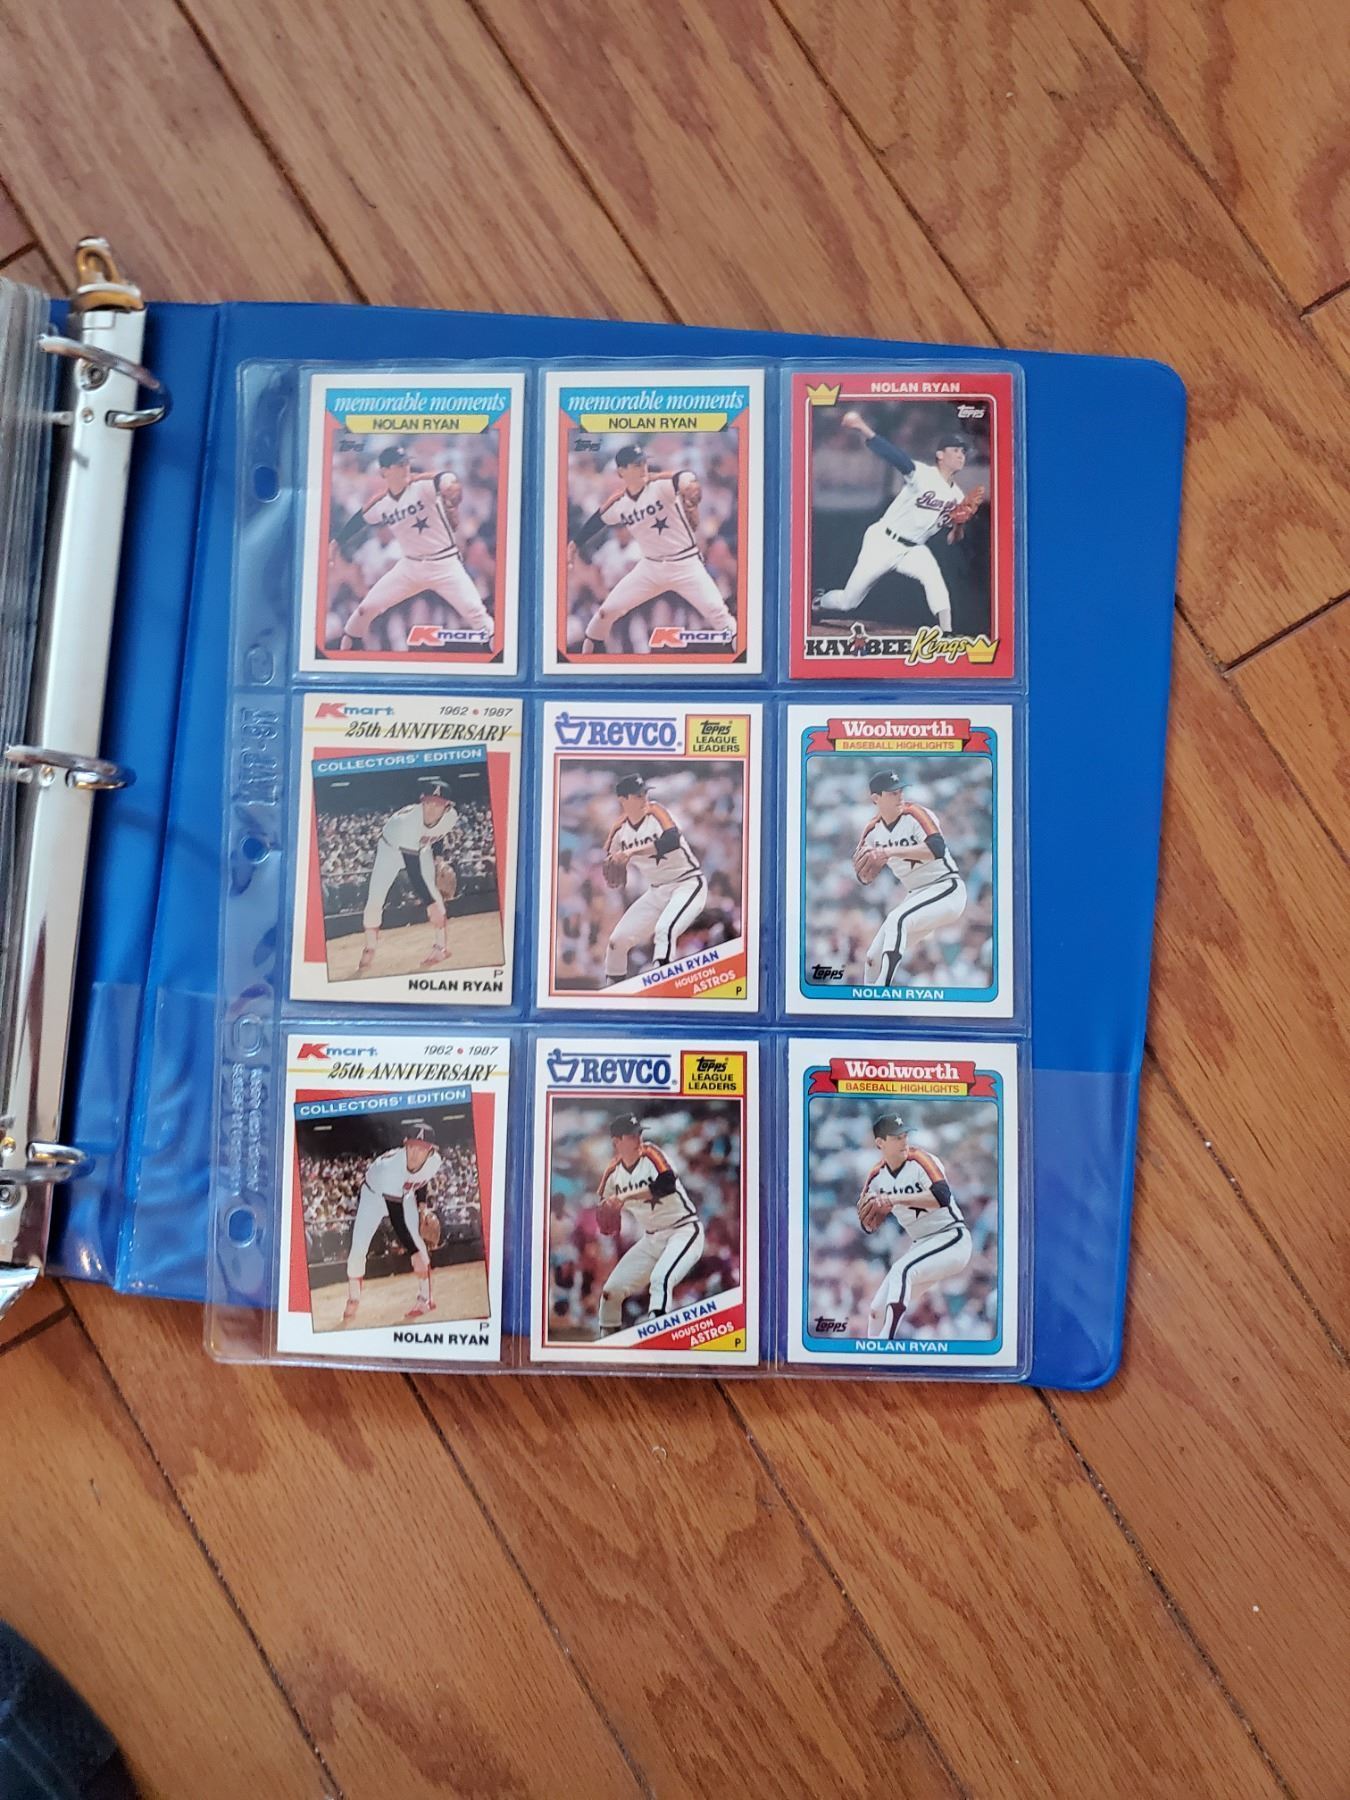 memorable moments
NOLAN RYAN
Topps
Astros
Kmart
memorable moments
NOLAN RYAN
Topps
Astros
Kmart
NOLAN RYAN
Topps
KAY BEE Kings
Kmart 1962 • 1987
25th ANNIVERSARY
COLLECTORS' EDITION
P
NOLAN RYAN
REVCO®
Topps
LEAGUE
LEADERS
Astros
NOLAN RYAN
HOUSTON
ASTROS
P
Woolworth
BASEBALL HIGHLIGHTS
Astros
Topps
NOLAN RYAN
Kmart 1962 • 1987
25th ANNIVERSARY
COLLECTORS' EDITION
P
NOLAN RYAN
REVCO®
Topps
LEAGUE
LEADERS
Astros
NOLAN RYAN
HOUSTON
ASTROS
P
Woolworth
BASEBALL HIGHLIGHTS
Astros
Topps
NOLAN RYAN